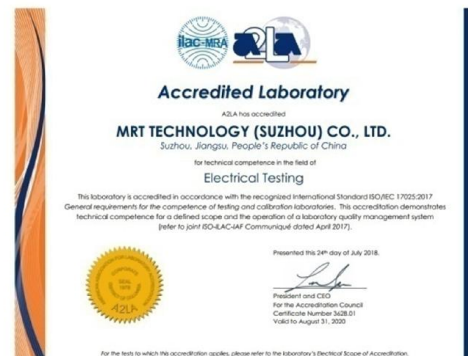 ilac-MRA
A2LA
Accredited Laboratory
A2LA has accredited
MRT TECHNOLOGY (SUZHOU) CO., LTD.
Suzhou, Jiangsu, People's Republic of China
for technical competence in the field of
Electrical Testing
This laboratory is accredited in accordance with the recognized International Standard ISO/IEC 17025:2017
General requirements for the competence of testing and calibration laboratories. This accreditation demonstrates
technical competence for a defined scope and the operation of a laboratory quality management system
(refer to joint ISO-ILAC-IAF Communiqué dated April 2017).
Presented this 24th day of July 2018.
SEAL
1978
A2LA
President and CEO
For the Accreditation Council
Certificate Number 3628.01
Valid to August 31, 2020
For the tests to which this accreditation applies, please refer to the laboratory's Electrical Scope of Accreditation.